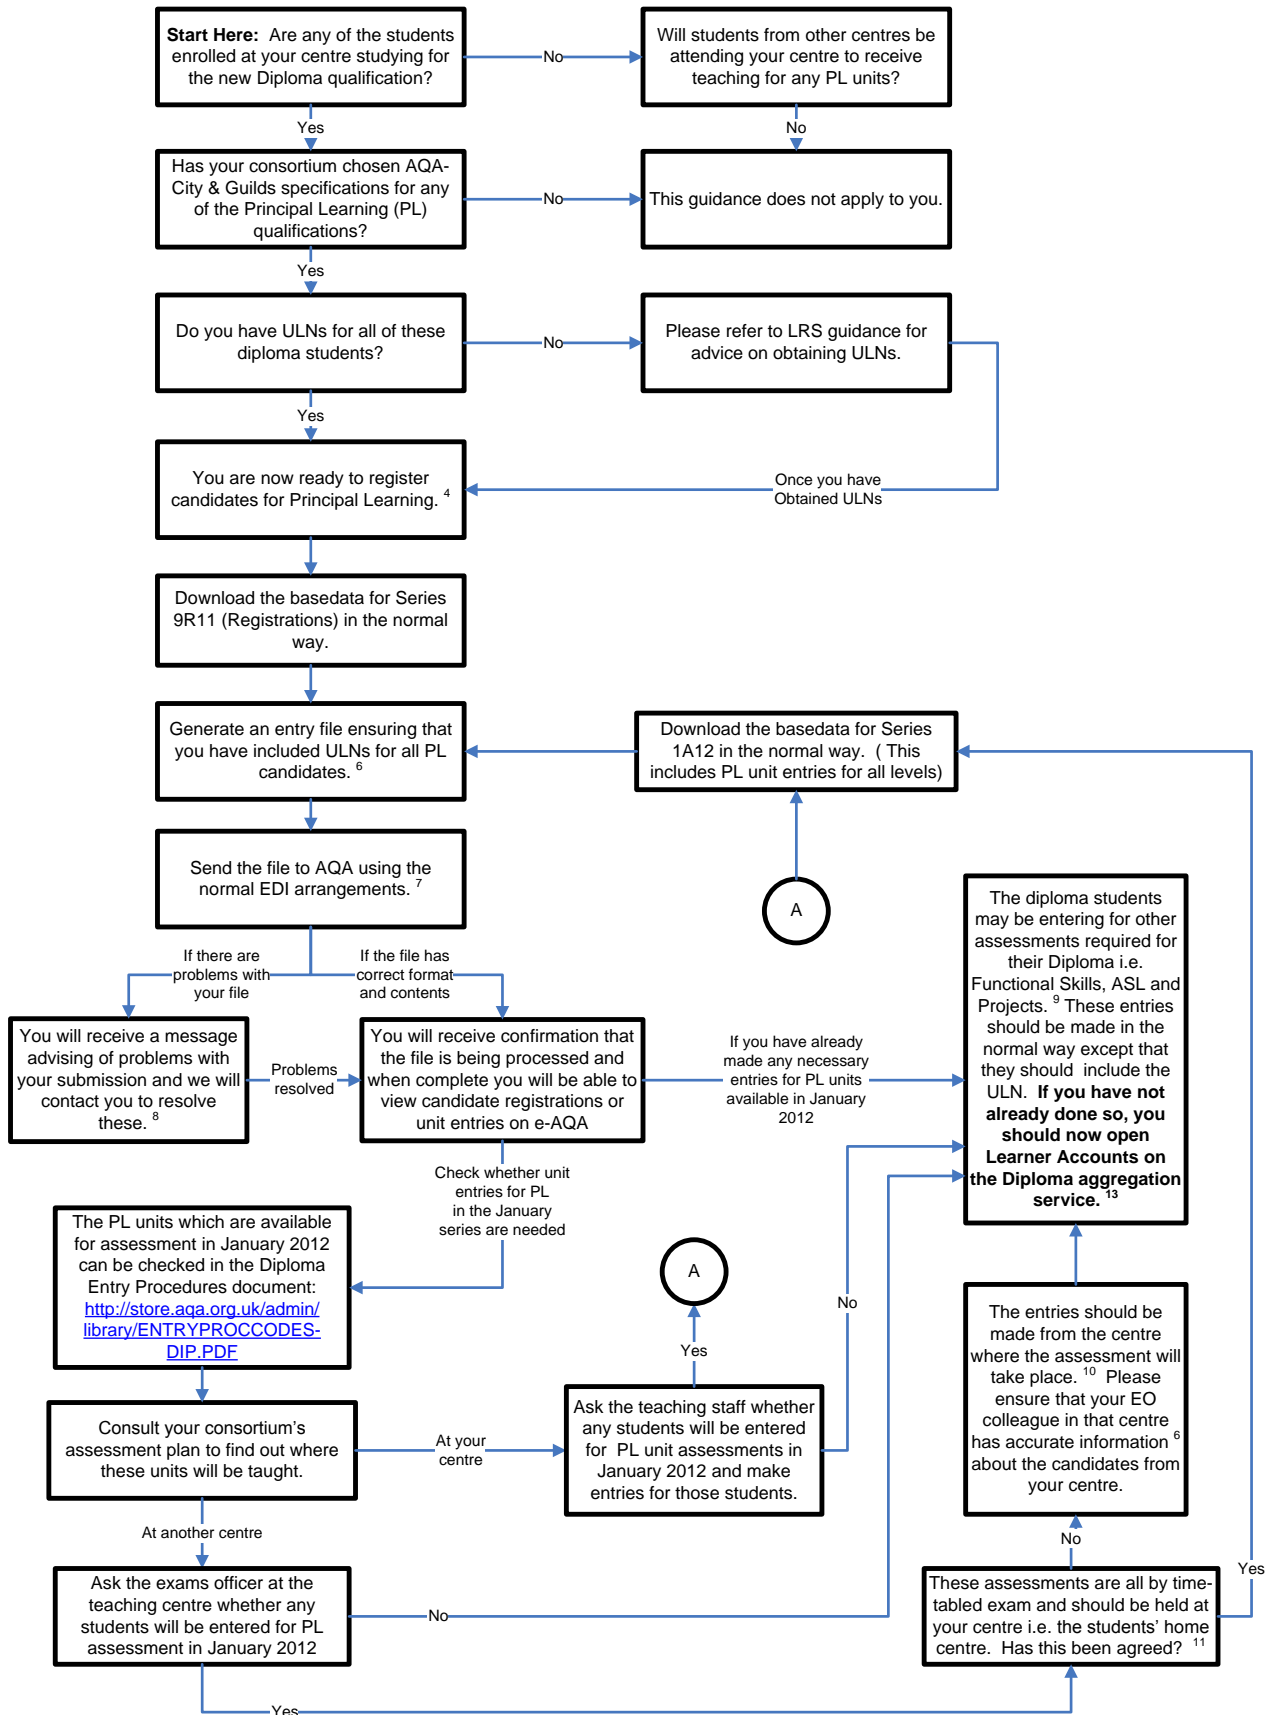 Start Here: Are any of the students
enrolled at your centre studying for
the new Diploma qualification?
No
Will students from other centres be
attending your centre to receive
teaching for any PL units?
Yes
No
Has your consortium chosen AQA-
City & Guilds specifications for any
of the Principal Learning (PL)
qualifications?
No
This guidance does not apply to you.
Yes
Do you have ULNs for all of these
diploma students?
No
Please refer to LRS guidance for
advice on obtaining ULNs.
Yes
You are now ready to register
candidates for Principal Learning. 4
Once you have
Obtained ULNs
Download the basedata for Series
9R11 (Registrations) in the normal
way.
Generate an entry file ensuring that
you have included ULNs for all PL
candidates. 6
Download the basedata for Series
1A12 in the normal way. ( This
includes PL unit entries for all levels)
Send the file to AQA using the
normal EDI arrangements. 7
A
The diploma students
may be entering for other
assessments required for
their Diploma i.e.
Functional Skills, ASL and
Projects. 9 These entries
should be made in the
normal way except that
they should include the
ULN. If you have not
already done so, you
should now open
Learner Accounts on
the Diploma aggregation
service. 13
If there are
problems with
your file
If the file has
correct format
and contents
You will receive a message
advising of problems with
your submission and we will
contact you to resolve
these. 8
Problems
resolved
You will receive confirmation that
the file is being processed and
when complete you will be able to
view candidate registrations or
unit entries on e-AQA
If you have already
made any necessary
entries for PL units
available in January
2012
Check whether unit
entries for PL
in the January
series are needed
The PL units which are available
for assessment in January 2012
can be checked in the Diploma
Entry Procedures document:
http://store.aqa.org.uk/admin/
library/ENTRYPROCCODES-
DIP.PDF
A
No
Yes
The entries should be
made from the centre
where the assessment will
take place. 10 Please
ensure that your EO
colleague in that centre
has accurate information 6
about the candidates from
your centre.
Consult your consortium's
assessment plan to find out where
these units will be taught.
At your
centre
Ask the teaching staff whether
any students will be entered
for PL unit assessments in
January 2012 and make
entries for those students.
At another centre
No
Yes
Ask the exams officer at the
teaching centre whether any
students will be entered for PL
assessment in January 2012
No
These assessments are all by time-
tabled exam and should be held at
your centre i.e. the students' home
centre. Has this been agreed? 11
Yes